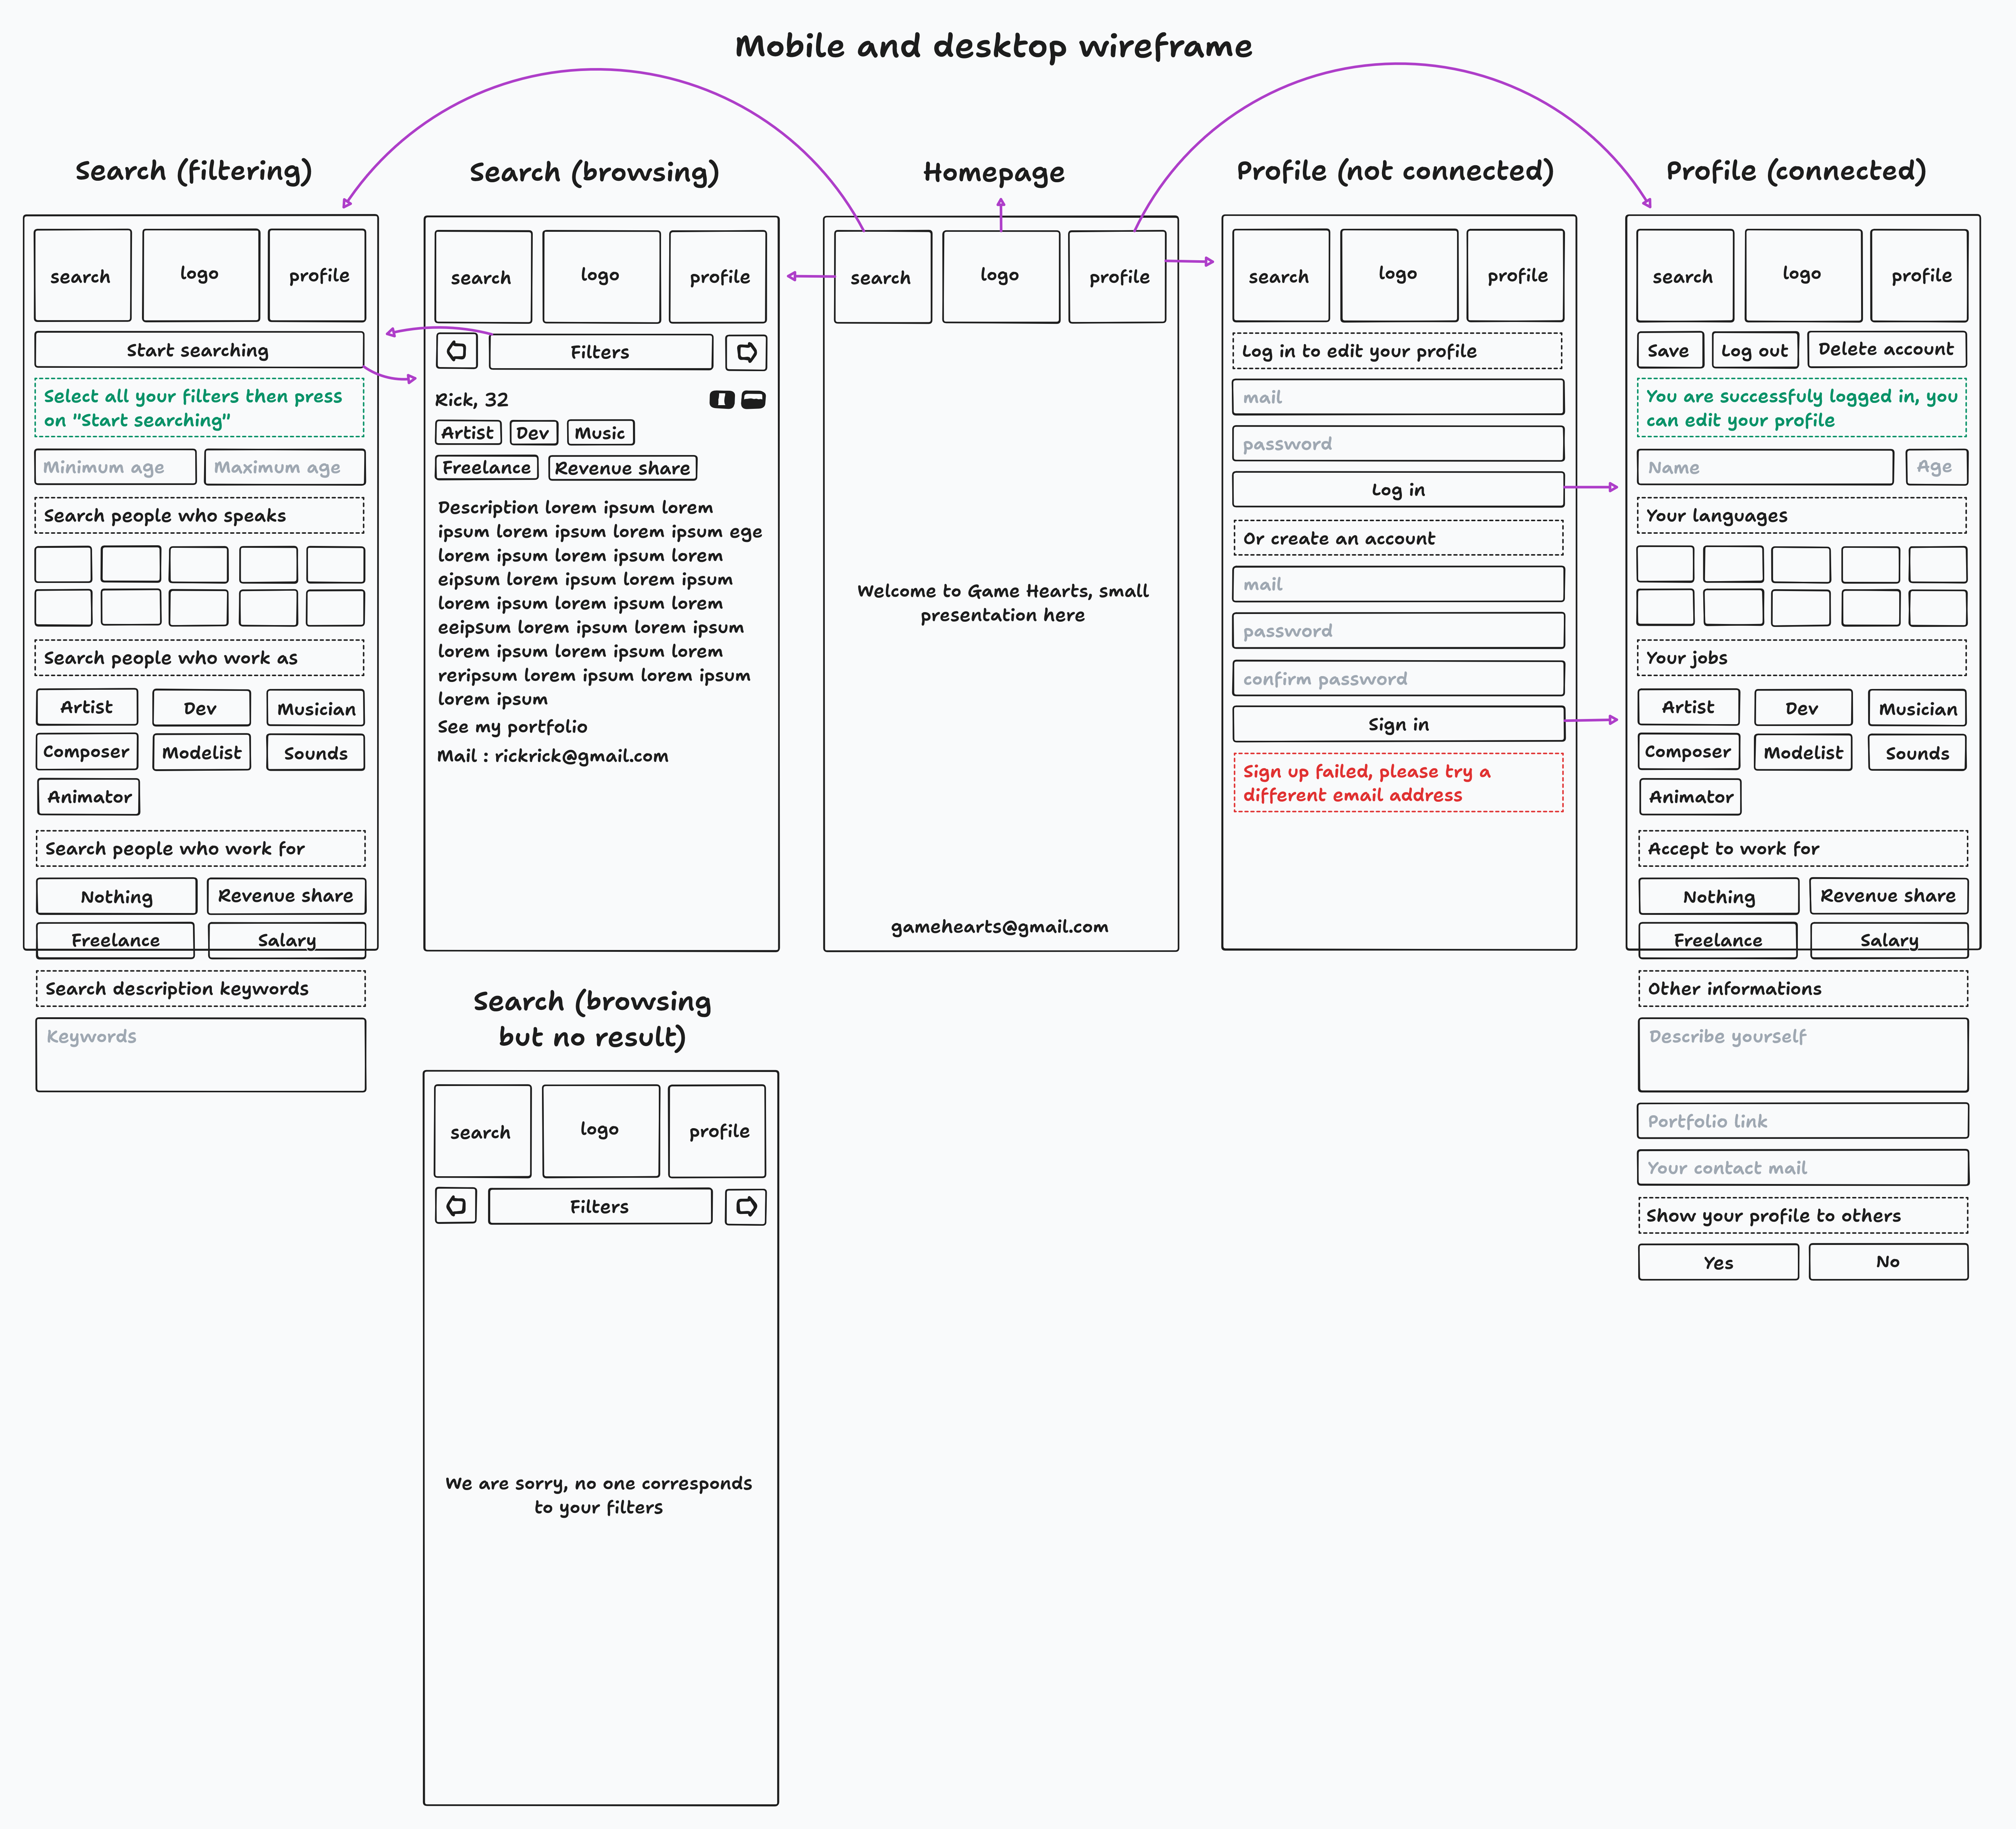 Mobile and desktop wireframe
Search (filtering)
search
logo
profile
Start searching
Select all your filters then press
on "Start searching"
Minimum age
Maximum age
Search people who speaks
Search people who work as
Artist
Dev
Musician
Composer
Modelist
Sounds
Animator
Search people who work for
Nothing
Revenue share
Freelance
Salary
Search description keywords
Keywords
Search (browsing)
search
logo
profile
Filters
Rick, 32
Artist
Dev
Music
Freelance
Revenue share
Description lorem ipsum lorem
ipsum lorem ipsum lorem ipsum ege
lorem ipsum lorem ipsum lorem
eipsum lorem ipsum lorem ipsum
lorem ipsum lorem ipsum lorem
eeipsum lorem ipsum lorem ipsum
lorem ipsum lorem ipsum lorem
reripsum lorem ipsum lorem ipsum
lorem ipsum
See my portfolio
Mail : rickrick@gmail.com
Search (browsing
but no result)
search
logo
profile
Filters
We are sorry, no one corresponds
to your filters
Homepage
search
logo
profile
Welcome to Game Hearts, small
presentation here
gamehearts@gmail.com
Profile (not connected)
search
logo
profile
Log in to edit your profile
mail
password
Log in
Or create an account
mail
password
confirm password
Sign in
Sign up failed, please try a
different email address
Profile (connected)
search
logo
profile
Save
Log out
Delete account
You are successfuly logged in, you
can edit your profile
Name
Age
Your languages
Your jobs
Artist
Dev
Musician
Composer
Modelist
Sounds
Animator
Accept to work for
Nothing
Revenue share
Freelance
Salary
Other informations
Describe yourself
Portfolio link
Your contact mail
Show your profile to others
Yes
No